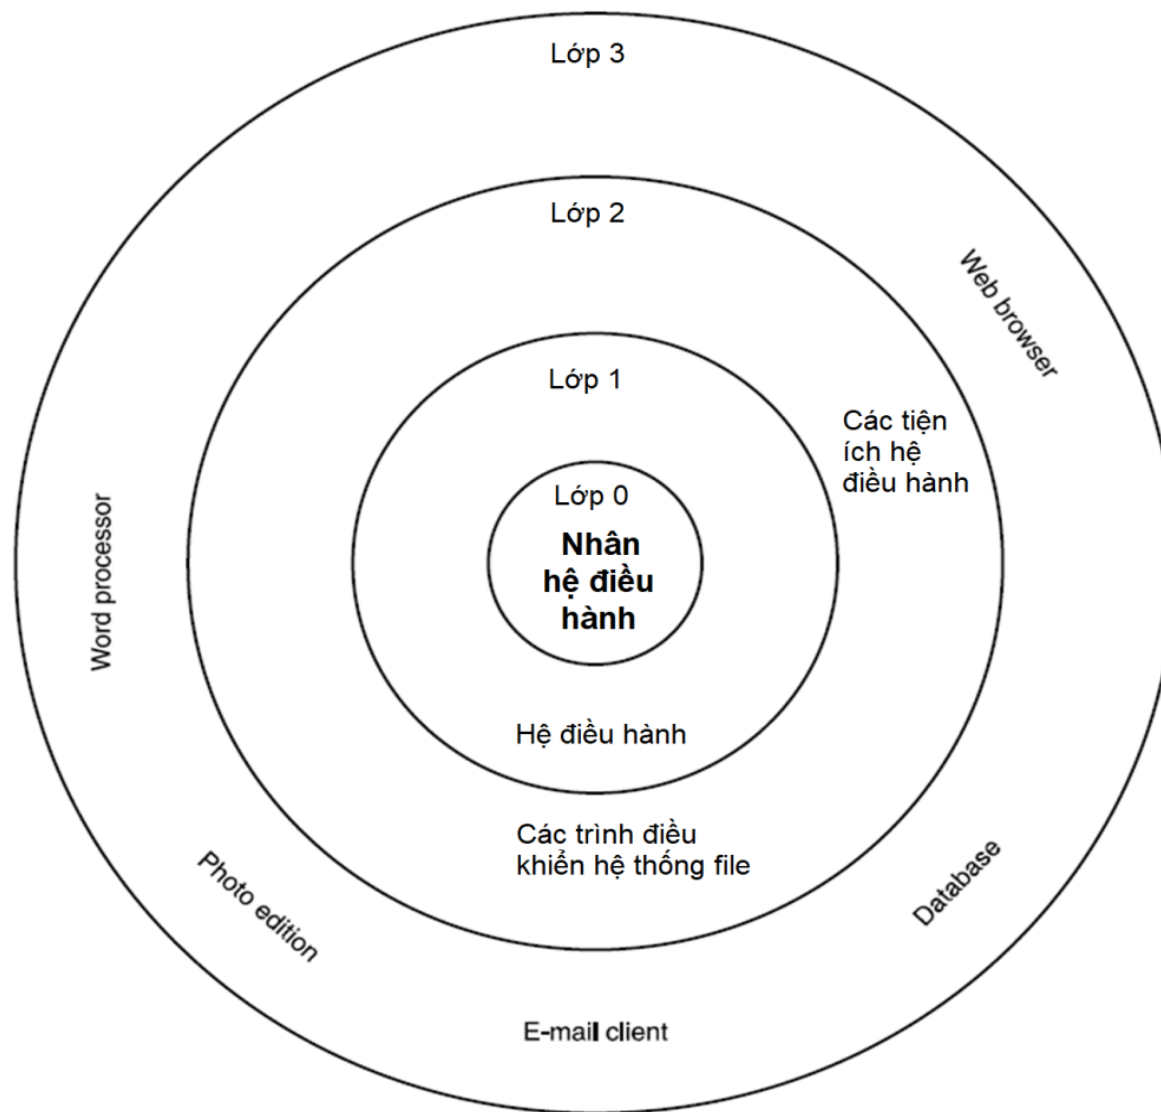 Lớp 3
Lớp 2
Web browser
Lớp 1
Các tiện
ích hệ
điều hành
Lớp 0
Nhân
hệ điều
hành
Word processor
Hệ điều hành
Các trình điều
khiển hệ thống file
Photo edition
Database
E-mail client